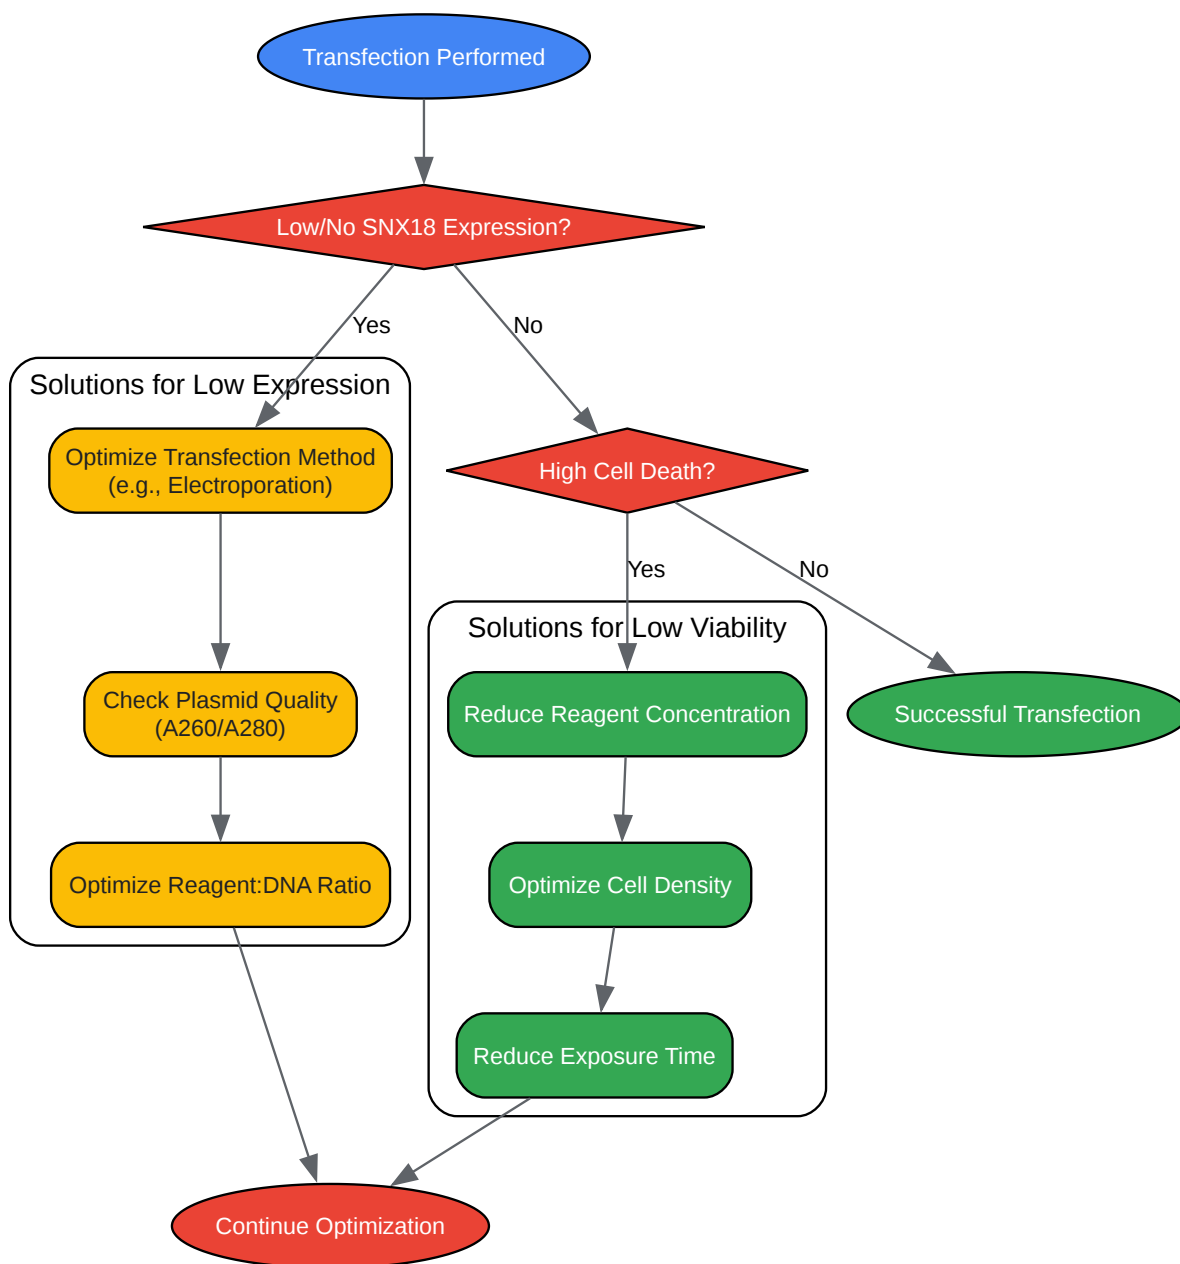 Transfection Performed
Low/No SNX18 Expression?
Yes
No
Solutions for Low Expression
Optimize Transfection Method
(e.g., Electroporation)
High Cell Death?
Yes
No
Solutions for Low Viability
Check Plasmid Quality
(A260/A280)
Reduce Reagent Concentration
Successful Transfection
Optimize Reagent:DNA Ratio
Optimize Cell Density
Reduce Exposure Time
Continue Optimization